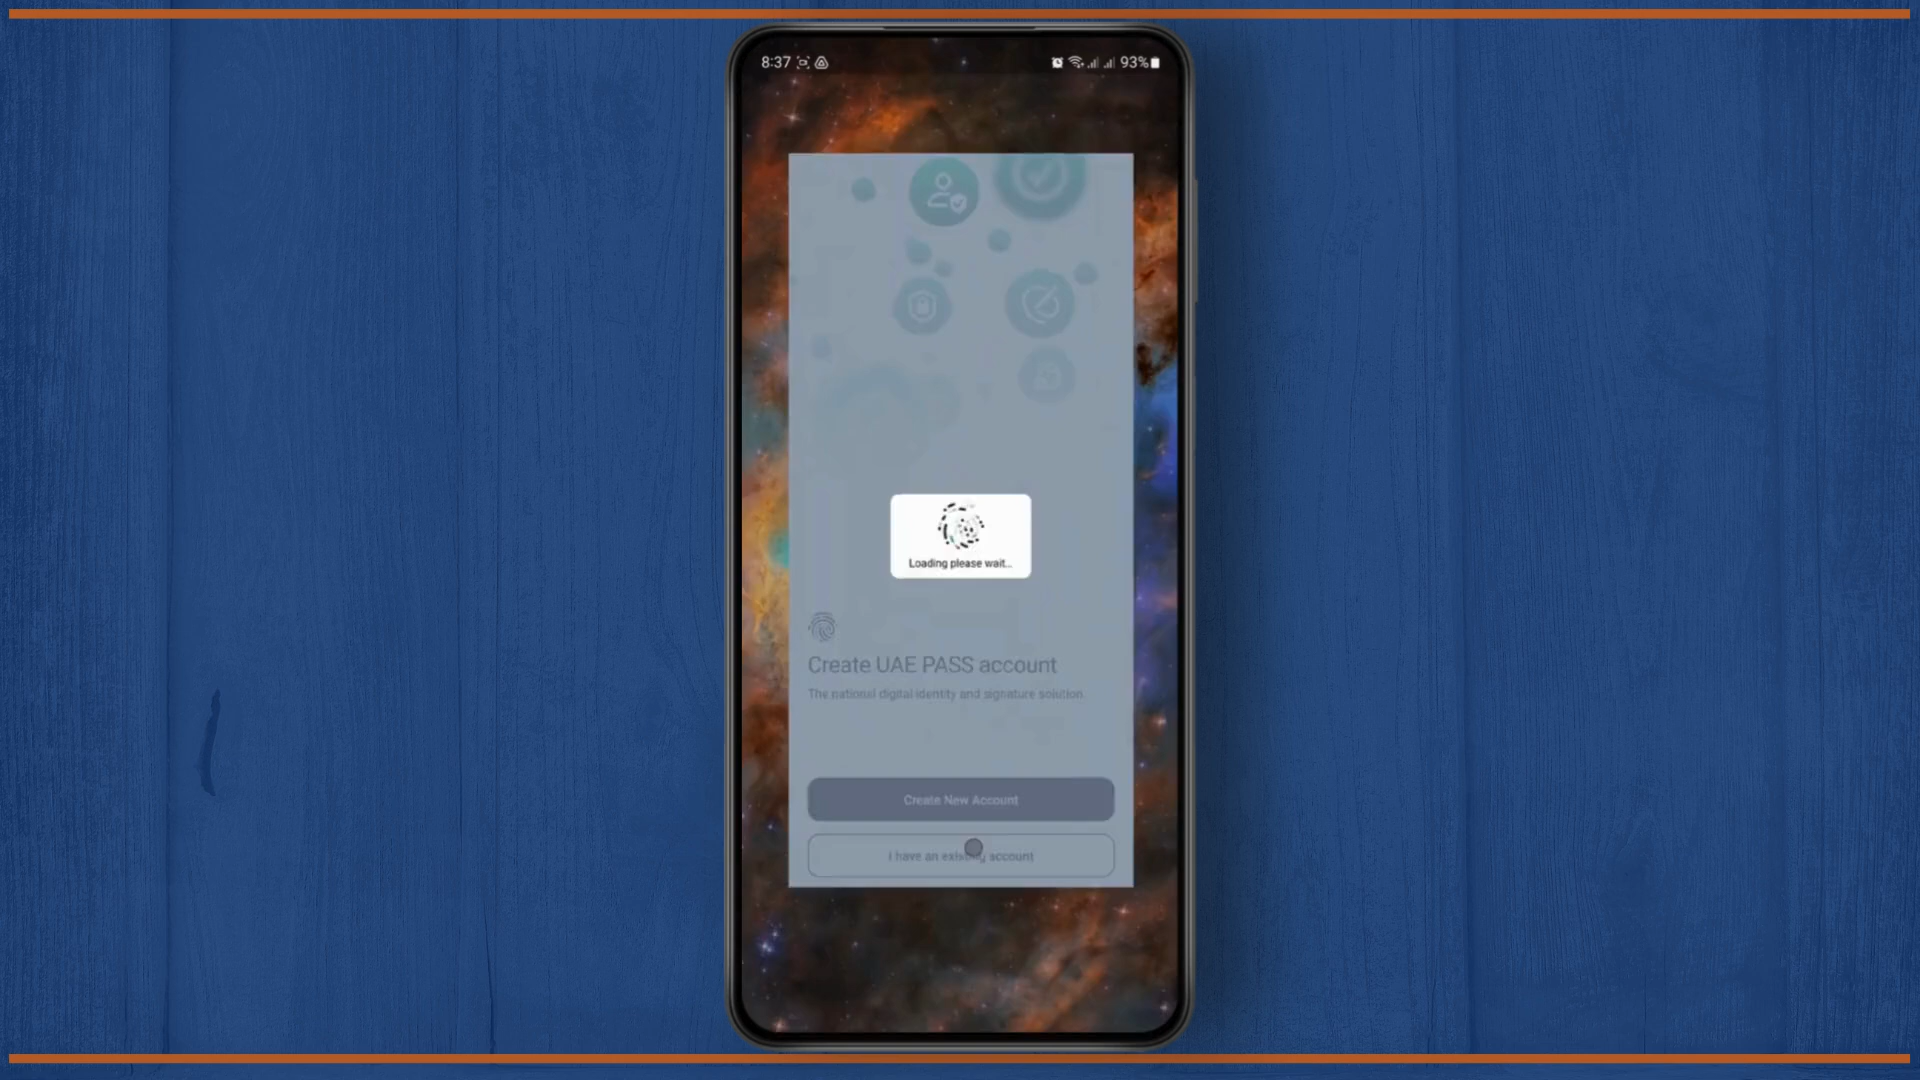 8:37
93%
Loading please wait...
Create UAE PASS account
The national digital identity and signature solution.
Create New Account
I have an existing account